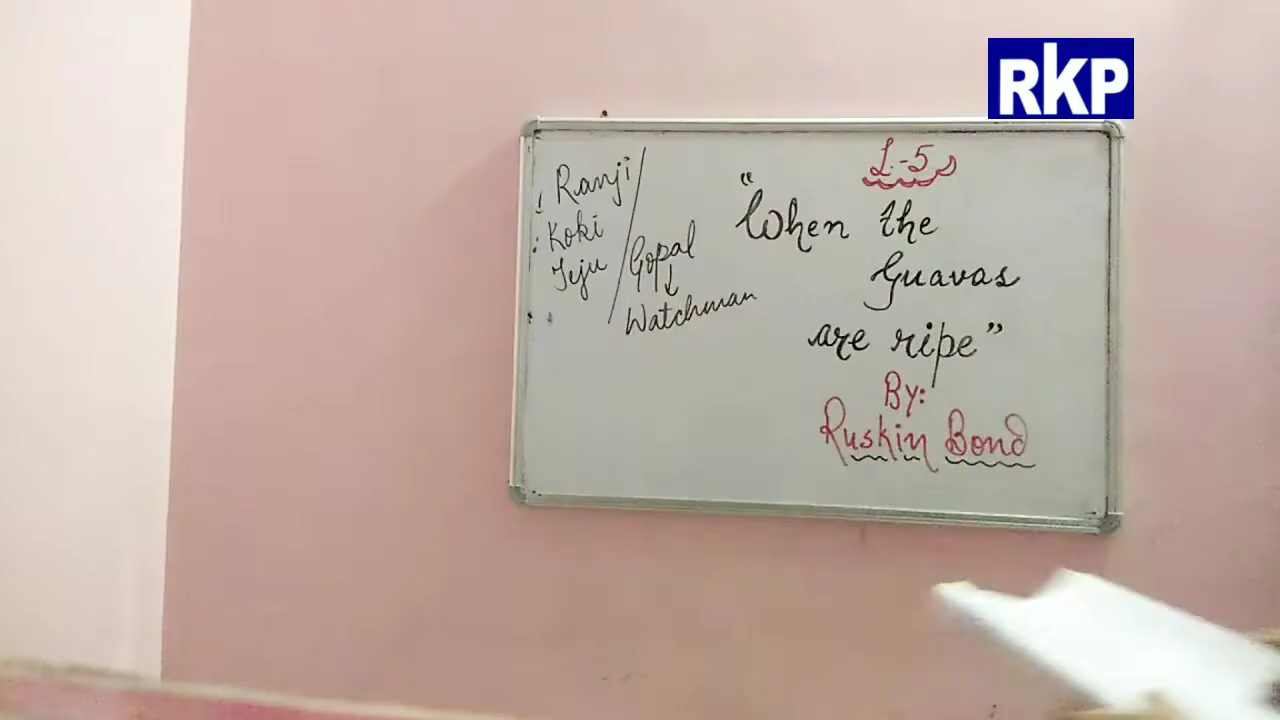 RKP
L-5
"When the
Guavas
are ripe"
By:
Ruskin Bond
Ranji
Koki
Teju
Gopal
↓
Watchman